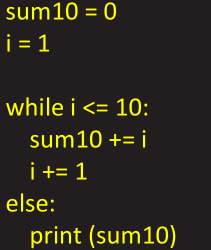 sum10 = 0
i = 1

while i <= 10:
    sum10 += i
    i += 1
else:
    print (sum10)